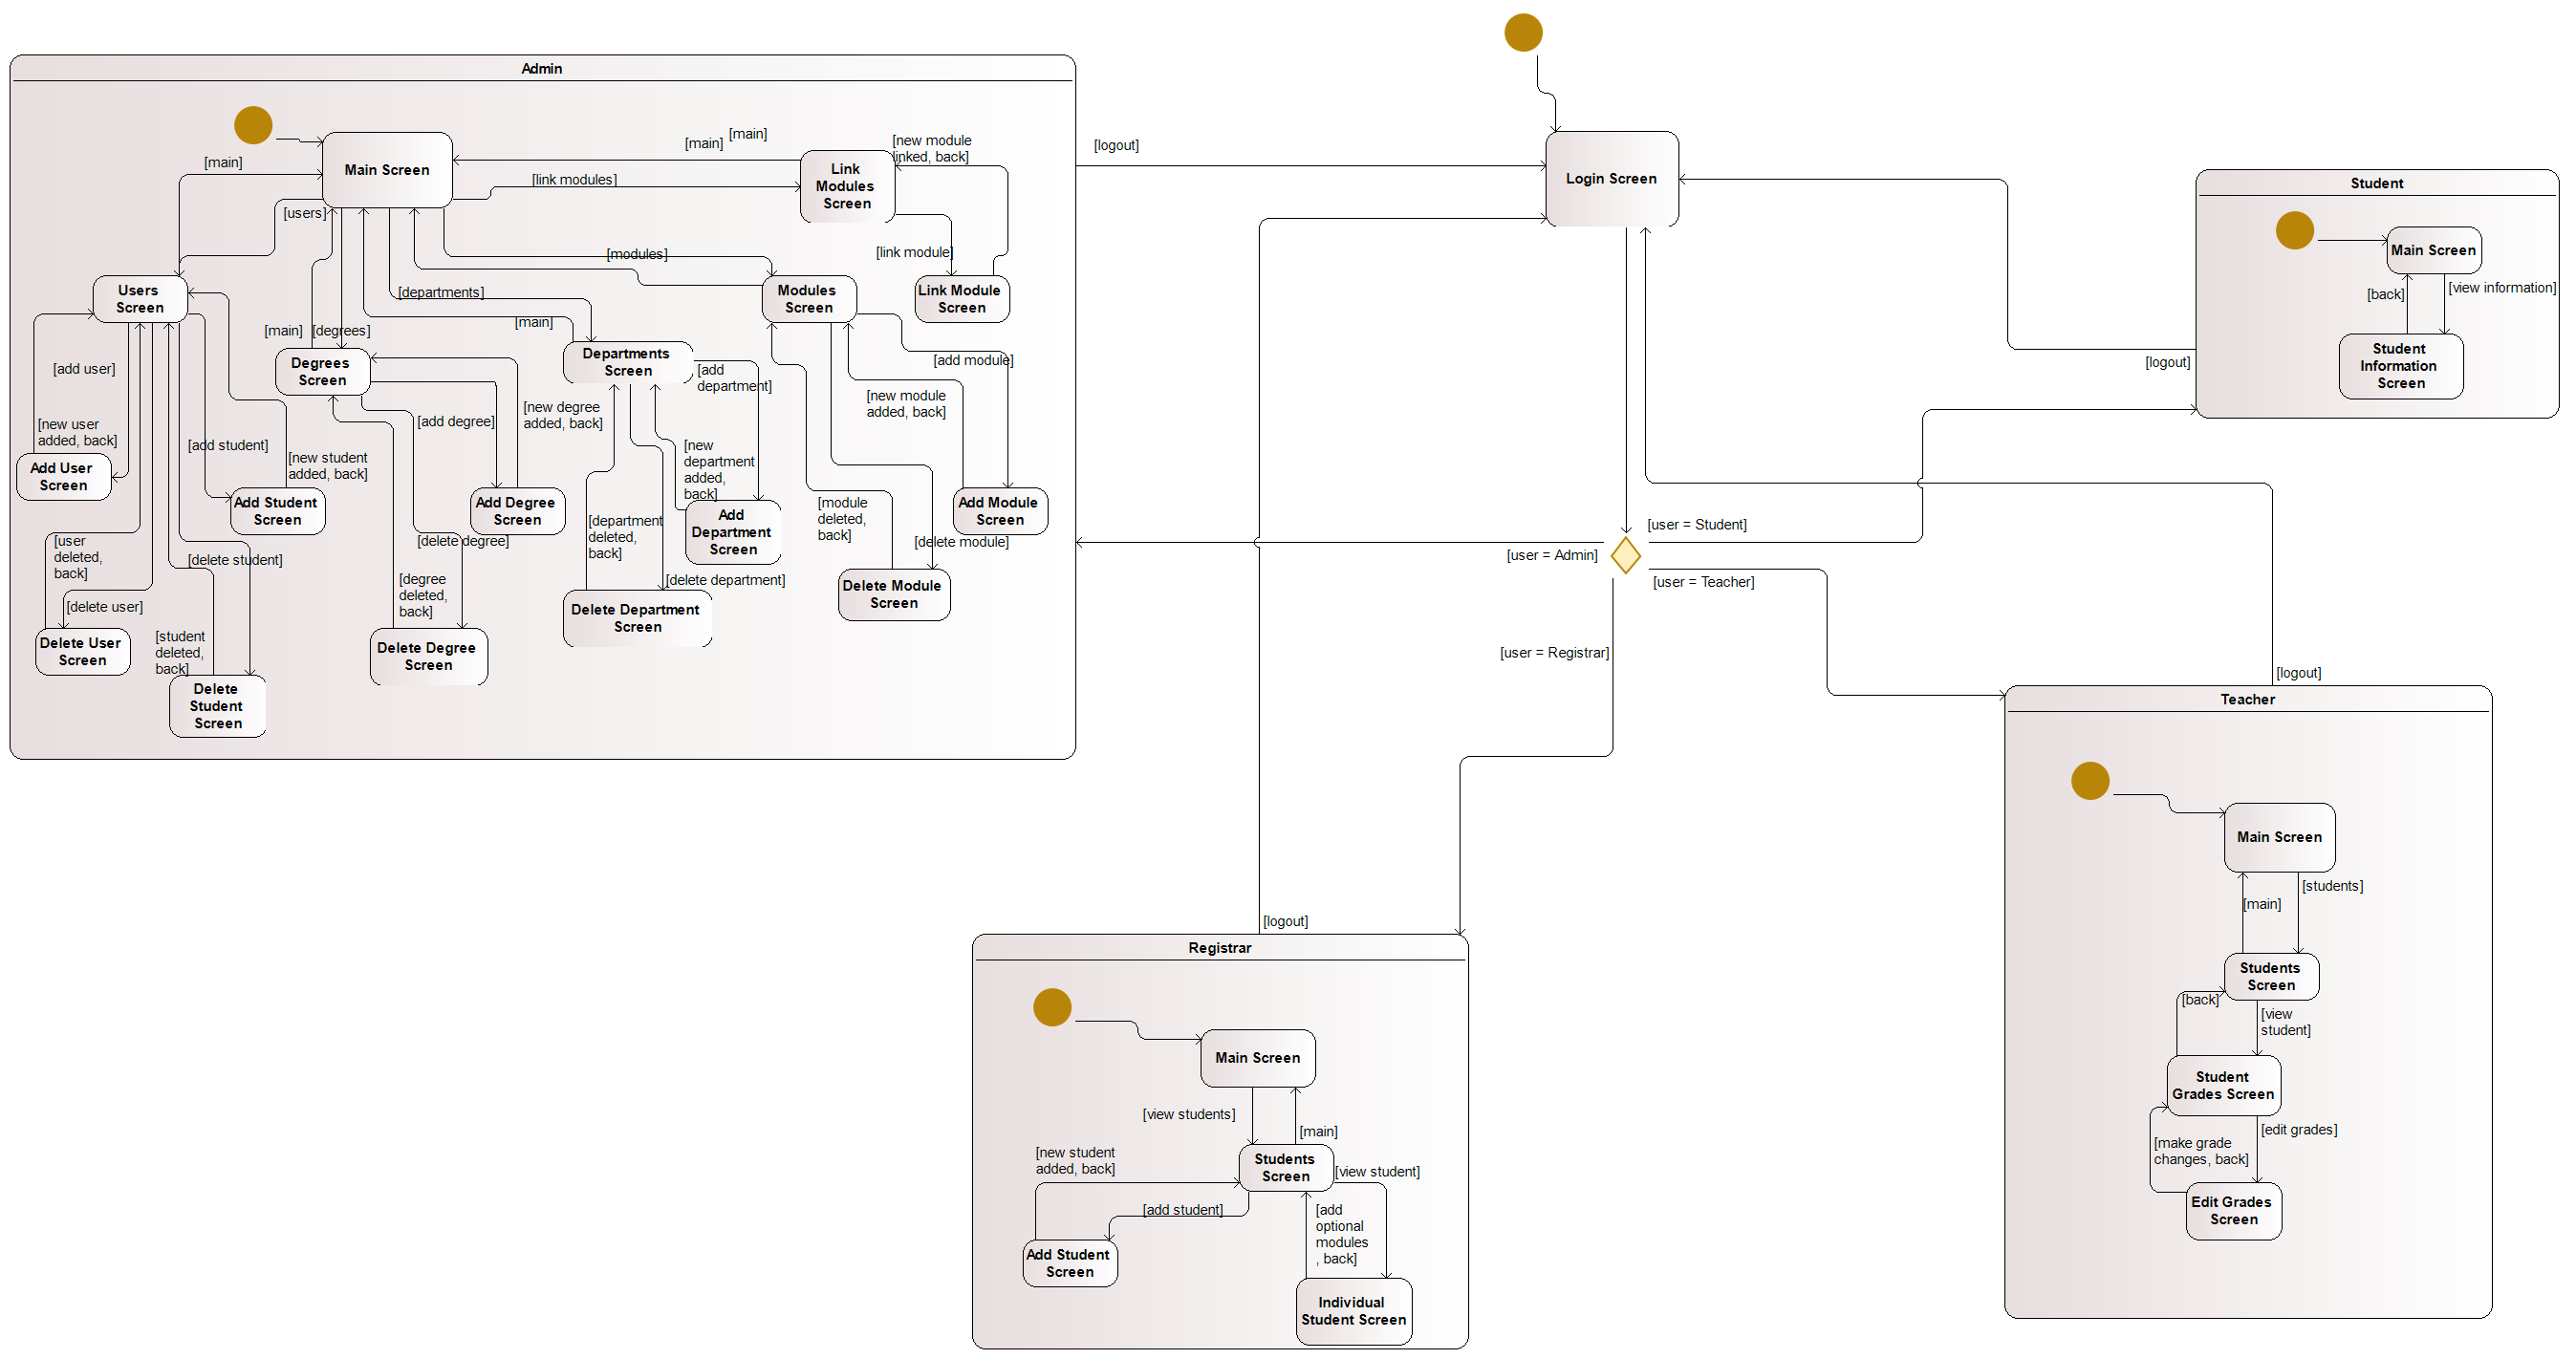 Admin
Main Screen
[main]
[users]
[main]
[main]
[link modules]
Link
Modules
Screen
[new module
linked, back]
[link module]
Link Module
Screen
[modules]
Modules
Screen
[departments]
[main]
[main]
[degrees]
Users
Screen
Degrees
Screen
Departments
Screen
[add
department]
[add module]
[new module
added, back]
[add user]
[new user
added, back]
[add student]
[new student
added, back]
[add degree]
[new degree
added, back]
[new
department
added,
back]
Add User
Screen
Add Student
Screen
Add Degree
Screen
Add
Department
Screen
Add Module
Screen
[user
deleted,
back]
[delete student]
[delete degree]
[department
deleted,
back]
[module
deleted,
back]
[delete module]
[delete user]
[degree
deleted,
back]
[delete department]
Delete Module
Screen
Delete Department
Screen
[student
deleted,
back]
Delete User
Screen
Delete Degree
Screen
Delete
Student
Screen
[logout]
Login Screen
[user = Student]
[user = Admin]
[user = Teacher]
[user = Registrar]
Student
Main Screen
[back]
[view information]
Student
Information
Screen
[logout]
[logout]
Teacher
Main Screen
[students]
[main]
Students
Screen
[back]
[view
student]
Student
Grades Screen
[edit grades]
[make grade
changes, back]
Edit Grades
Screen
[logout]
Registrar
Main Screen
[view students]
[main]
Students
Screen
[new student
added, back]
[view student]
[add student]
[add
optional
modules
, back]
Add Student
Screen
Individual
Student Screen